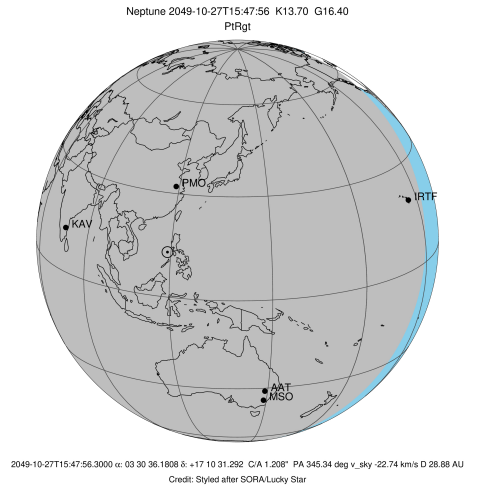 Neptune 2049-10-27T15:47:56 K13.70 G16.40
PtRgt
PMO
IRTF
KAV
AAT
MSO
2049-10-27T15:47:56.3000 α: 03 30 36.1808 δ: +17 10 31.292 C/A 1.208" PA 345.34 deg v_sky -22.74 km/s D 28.88 AU
Credit: Styled after SORA/Lucky Star